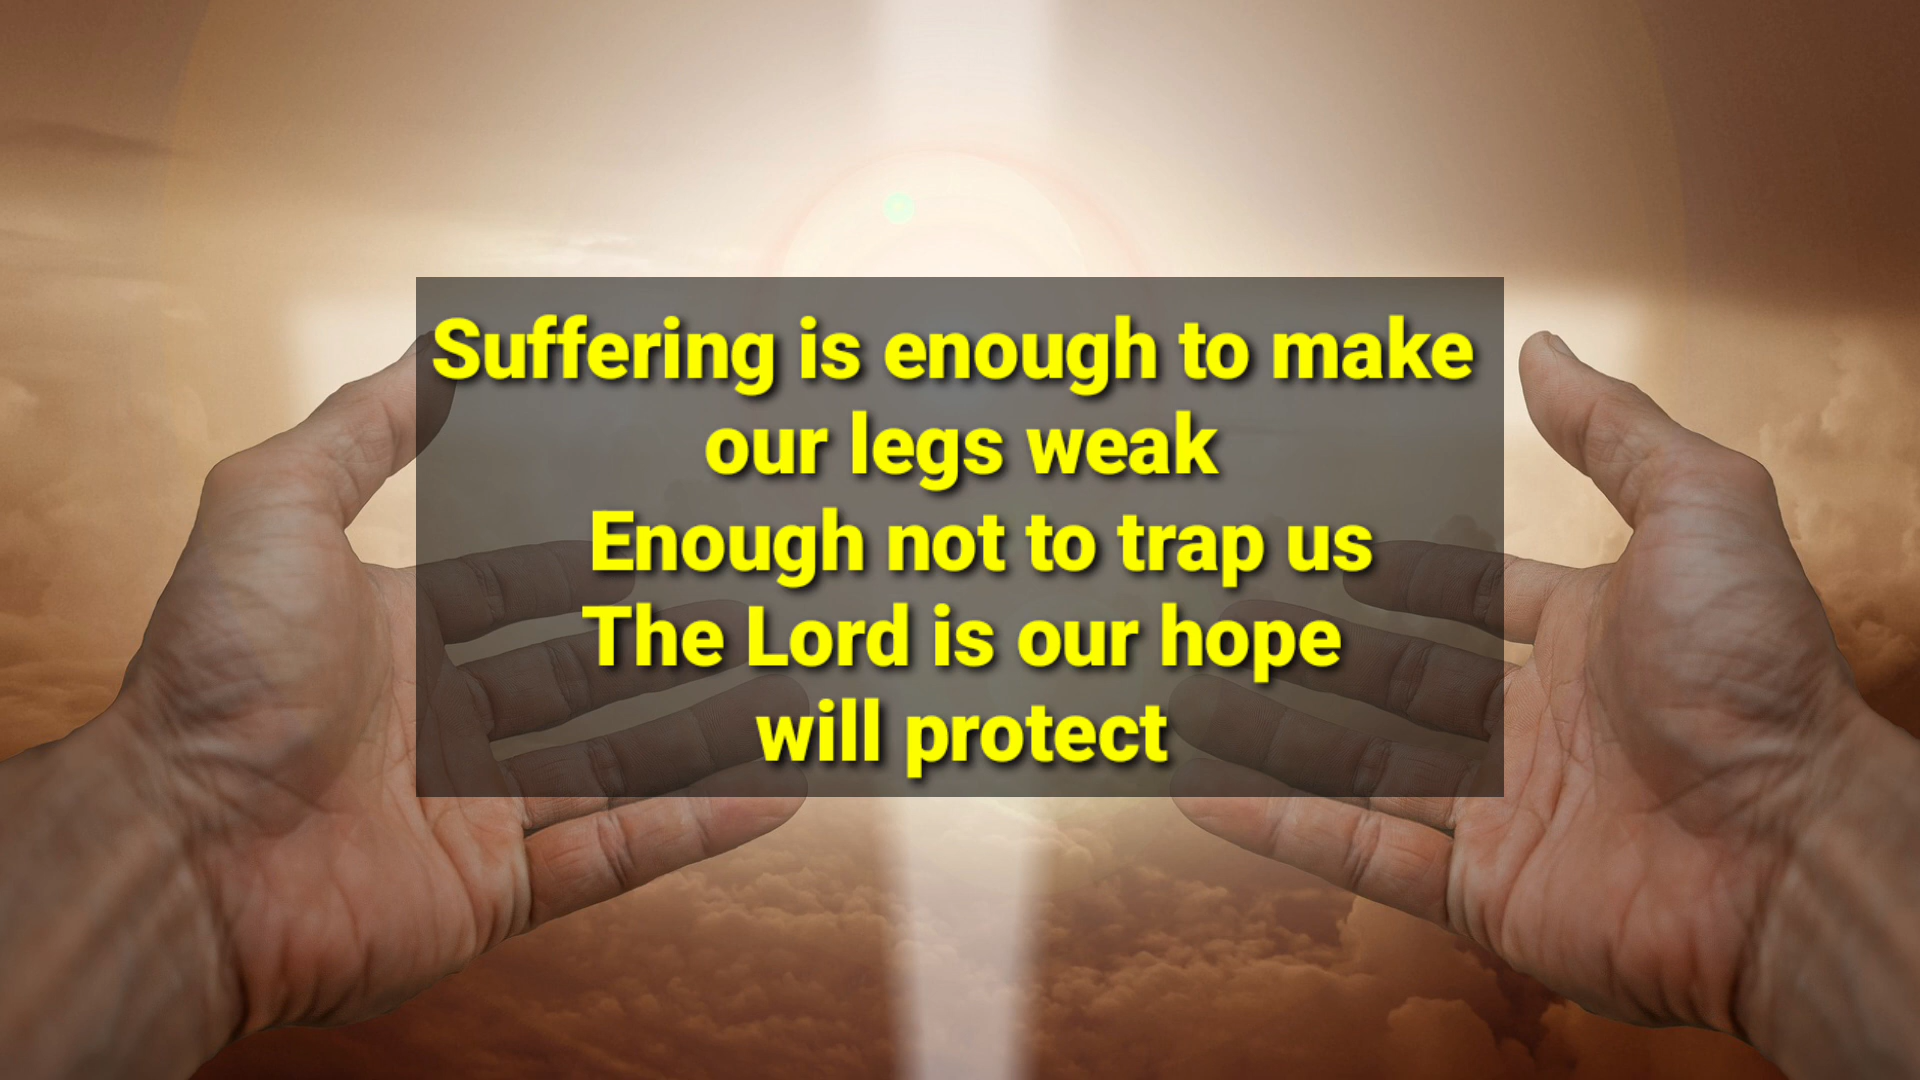 Suffering is enough to make
our legs weak
Enough not to trap us
The Lord is our hope
will protect